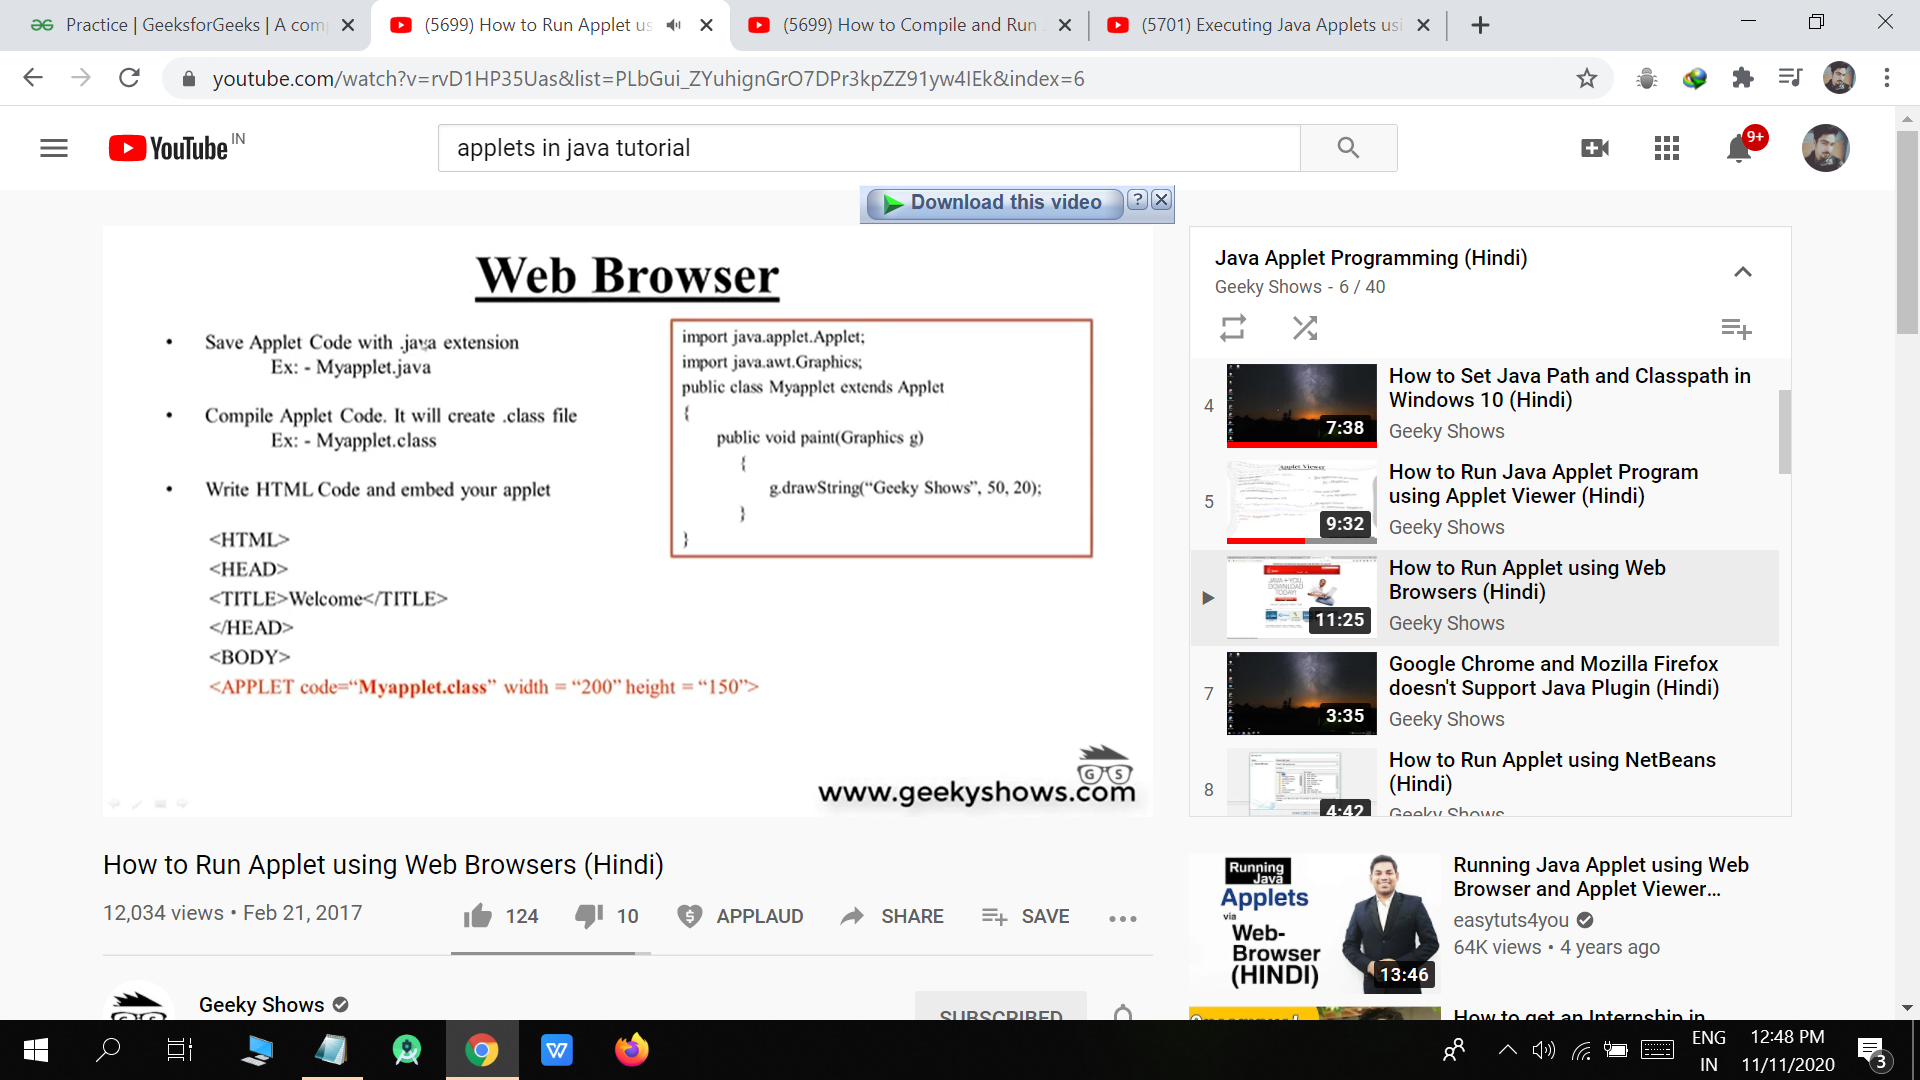 Practice | GeeksforGeeks | A com
(5699) How to Run Applet us
(5699) How to Compile and Run
(5701) Executing Java Applets usi
youtube.com/watch?v=rvD1HP35Uas&list=PLbGui_ZYuhignGrO7DPr3kpZZ91yw4IEk&index=6
YouTube IN
applets in java tutorial
9+
Download this video
?
Web Browser
• Save Applet Code with .java extension
Ex: - Myapplet.java
• Compile Applet Code. It will create .class file
Ex: - Myapplet.class
• Write HTML Code and embed your applet
<HTML>
<HEAD>
<TITLE>Welcome</TITLE>
</HEAD>
<BODY>
<APPLET code=“Myapplet.class” width = “200” height = “150”>
import java.applet.Applet;
import java.awt.Graphics;
public class Myapplet extends Applet
{
public void paint(Graphics g)
{
g.drawString(“Geeky Shows”, 50, 20);
}
}
G S
www.geekyshows.com
Java Applet Programming (Hindi)
Geeky Shows - 6 / 40
4
7:38
How to Set Java Path and Classpath in
Windows 10 (Hindi)
Geeky Shows
5
Applet Viewer
9:32
How to Run Java Applet Program
using Applet Viewer (Hindi)
Geeky Shows
11:25
How to Run Applet using Web
Browsers (Hindi)
Geeky Shows
7
3:35
Google Chrome and Mozilla Firefox
doesn't Support Java Plugin (Hindi)
Geeky Shows
8
4:42
How to Run Applet using NetBeans
(Hindi)
Geeky Shows
How to Run Applet using Web Browsers (Hindi)
12,034 views • Feb 21, 2017
124
10
APPLAUD
SHARE
SAVE
Geeky Shows
SUBSCRIBED
Running
Java
Applets
via
Web-
Browser
(HINDI)
13:46
Running Java Applet using Web
Browser and Applet Viewer...
easytuts4you
64K views • 4 years ago
How to get an Internship in
ENG
IN
12:48 PM
11/11/2020
3